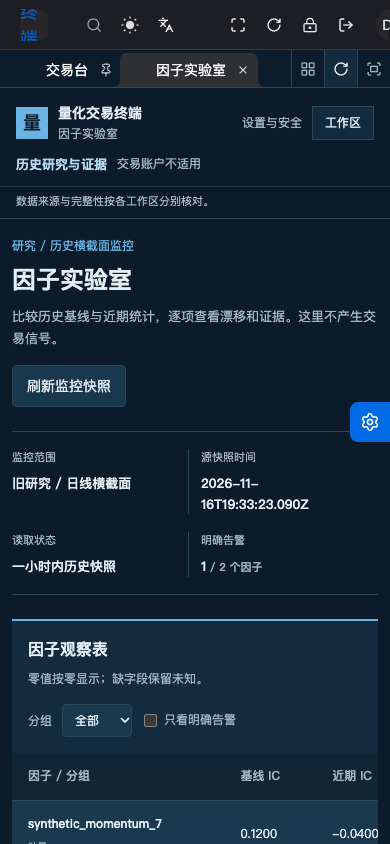 终
端
D
交易台
因子实验室
量
量化交易终端
因子实验室
设置与安全
工作区
历史研究与证据 交易账户不适用
数据来源与完整性按各工作区分别核对。
研究 / 历史横截面监控
因子实验室
比较历史基线与近期统计，逐项查看漂移和证据。这里不产生交
易信号。
刷新监控快照
监控范围
旧研究 / 日线横截面
源快照时间
2026-11-
16T19:33:23.090Z
读取状态
一小时内历史快照
明确告警
1 / 2 个因子
因子观察表
零值按零显示；缺字段保留未知。
分组 全部 只看明确告警
因子 / 分组 基线 IC 近期 IC
synthetic_momentum_7 0.1200 −0.0400